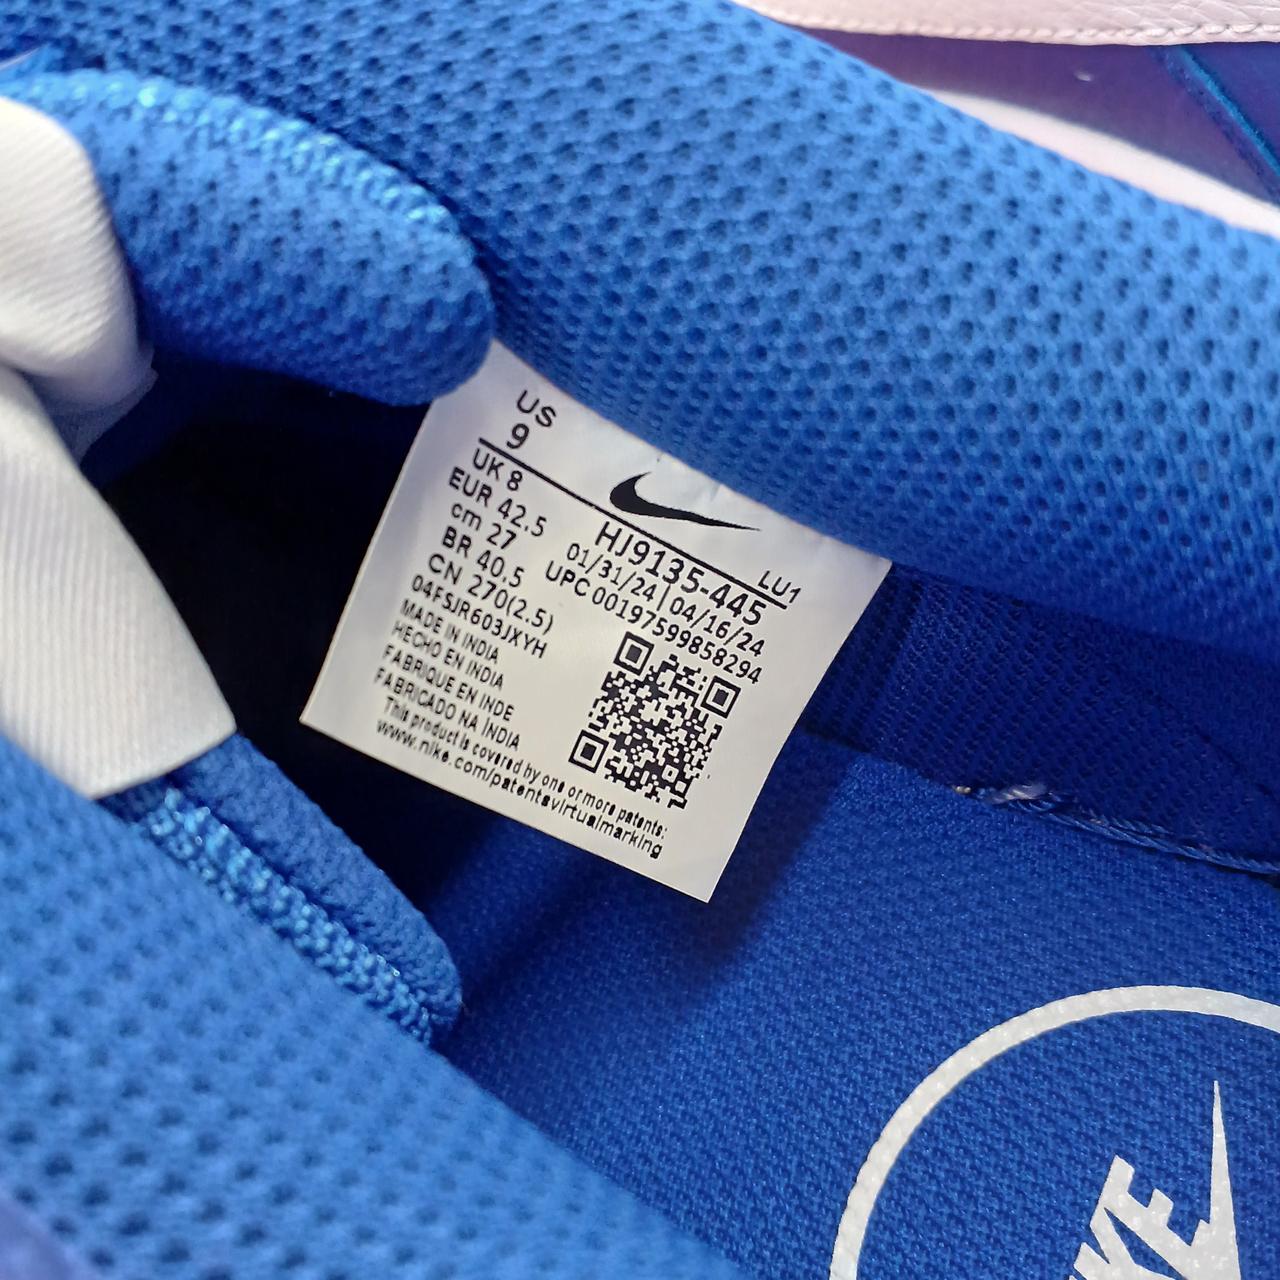 US
9
LU1
UK 8
EUR 42.5
cm 27
BR 40.5
CN 270(2.5)
HJ9135-445
01/31/24|04/16/24
UPC 00197599858294
04FSJR603JXYH
MADE IN INDIA
HECHO EN INDIA
FABRIQUE EN INDE
FABRICADO NA ÍNDIA
This product is covered by one or more patents:
www.nike.com/patentsvirtualmarking